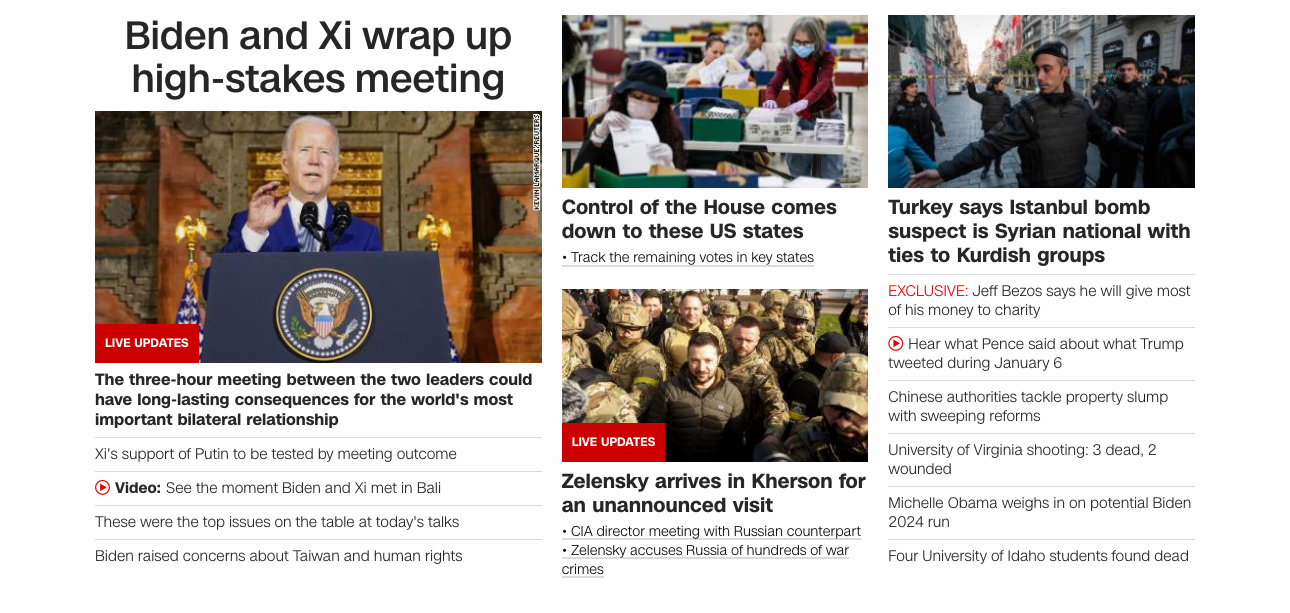 Biden and Xi wrap up
high-stakes meeting
KEVIN LAMARQUE/REUTERS
LIVE UPDATES
The three-hour meeting between the two leaders could
have long-lasting consequences for the world's most
important bilateral relationship
Xi's support of Putin to be tested by meeting outcome
Video: See the moment Biden and Xi met in Bali
These were the top issues on the table at today's talks
Biden raised concerns about Taiwan and human rights
Control of the House comes
down to these US states
• Track the remaining votes in key states
LIVE UPDATES
Zelensky arrives in Kherson for
an unannounced visit
• CIA director meeting with Russian counterpart
• Zelensky accuses Russia of hundreds of war
crimes
Turkey says Istanbul bomb
suspect is Syrian national with
ties to Kurdish groups
EXCLUSIVE: Jeff Bezos says he will give most
of his money to charity
Hear what Pence said about what Trump
tweeted during January 6
Chinese authorities tackle property slump
with sweeping reforms
University of Virginia shooting: 3 dead, 2
wounded
Michelle Obama weighs in on potential Biden
2024 run
Four University of Idaho students found dead